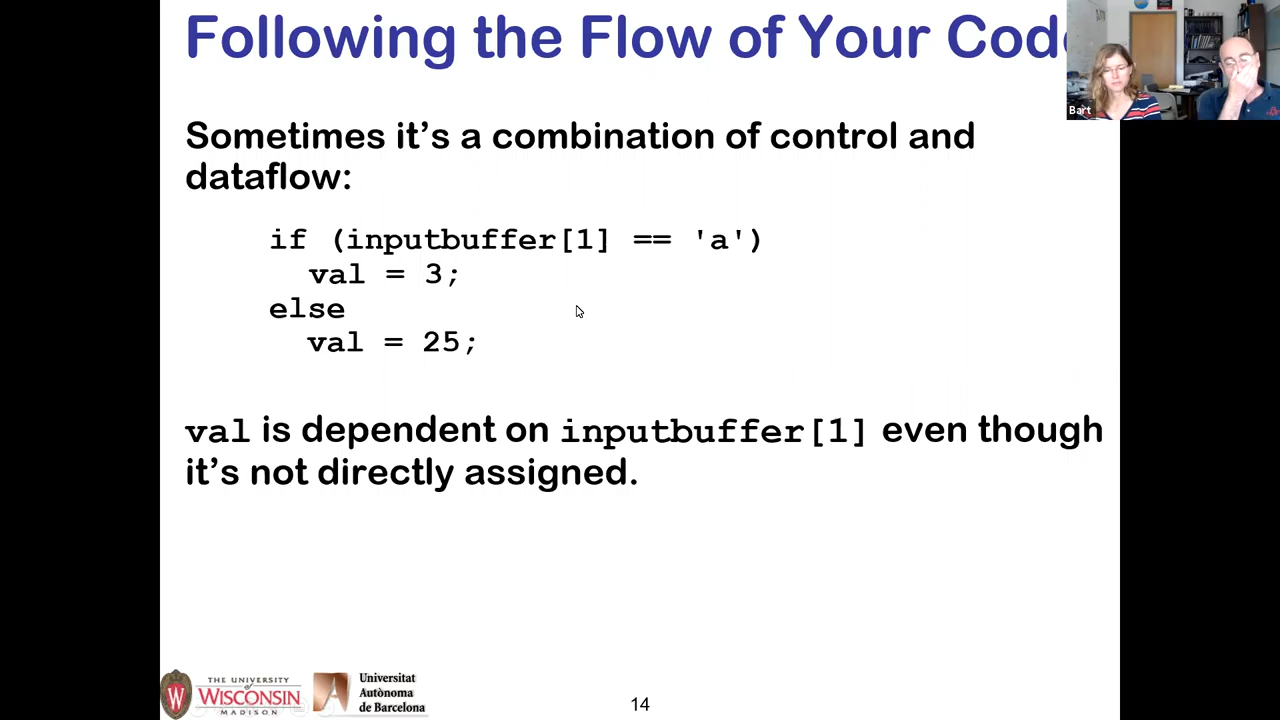 Following the Flow of Your Cod
Bart
Sometimes it’s a combination of control and
dataflow:
if (inputbuffer[1] == 'a')
val = 3;
else
val = 25;
val is dependent on inputbuffer[1] even though
it’s not directly assigned.
W
THE UNIVERSITY
WISCONSIN
MADISON
Universitat
Autònoma
de Barcelona
14